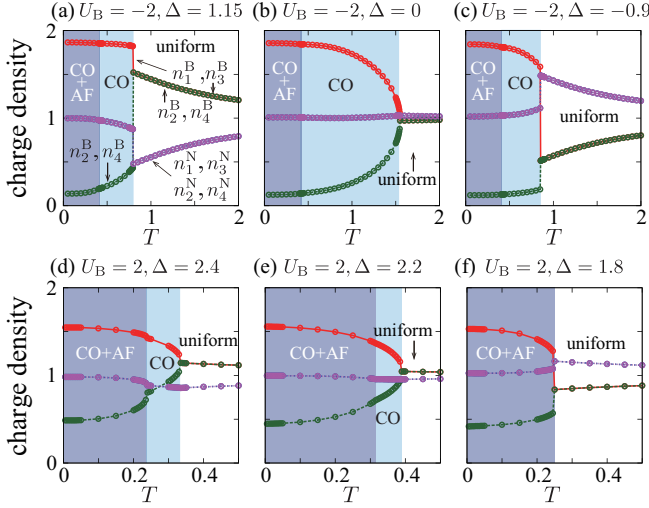 (a) U_B = −2, Δ = 1.15
(b) U_B = −2, Δ = 0
(c) U_B = −2, Δ = −0.9
charge density
2
1
0
CO
+
AF
CO
uniform
n_1^B, n_3^B
n_2^B, n_4^B
n_2^B, n_4^B
n_1^N, n_3^N
n_2^N, n_4^N
0 1 2
T
CO
+
AF
CO
uniform
0 1 2
T
CO
+
AF
CO
uniform
0 1 2
T
(d) U_B = 2, Δ = 2.4
(e) U_B = 2, Δ = 2.2
(f) U_B = 2, Δ = 1.8
charge density
2
1
0
CO+AF
CO
uniform
0 0.2 0.4
T
CO+AF
CO
uniform
0 0.2 0.4
T
CO+AF
uniform
0 0.2 0.4
T